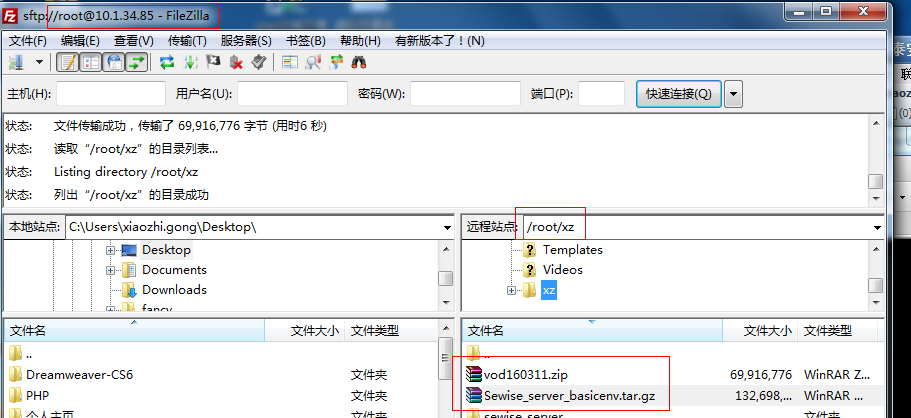 sftp://root@10.1.34.85 - FileZilla
文件(F) 编辑(E) 查看(V) 传输(T) 服务器(S) 书签(B) 帮助(H) 有新版本了！(N)
主机(H): 用户名(U): 密码(W): 端口(P): 快速连接(Q)
状态: 文件传输成功，传输了 69,916,776 字节 (用时6 秒)
状态: 读取“/root/xz”的目录列表...
状态: Listing directory /root/xz
状态: 列出“/root/xz”的目录成功
本地站点: C:\Users\xiaozhi.gong\Desktop\
Desktop
Documents
Downloads
fancy
远程站点: /root/xz
Templates
Videos
xz
文件名 文件大小 文件类型
..
Dreamweaver-CS6 文件夹
PHP 文件夹
个人主页 文件夹
文件名 文件大小 文件类型
..
vod160311.zip 69,916,776 WinRAR Z...
Sewise_server_basicenv.tar.gz 132,698,... WinRAR ...
sewise_server 文件夹